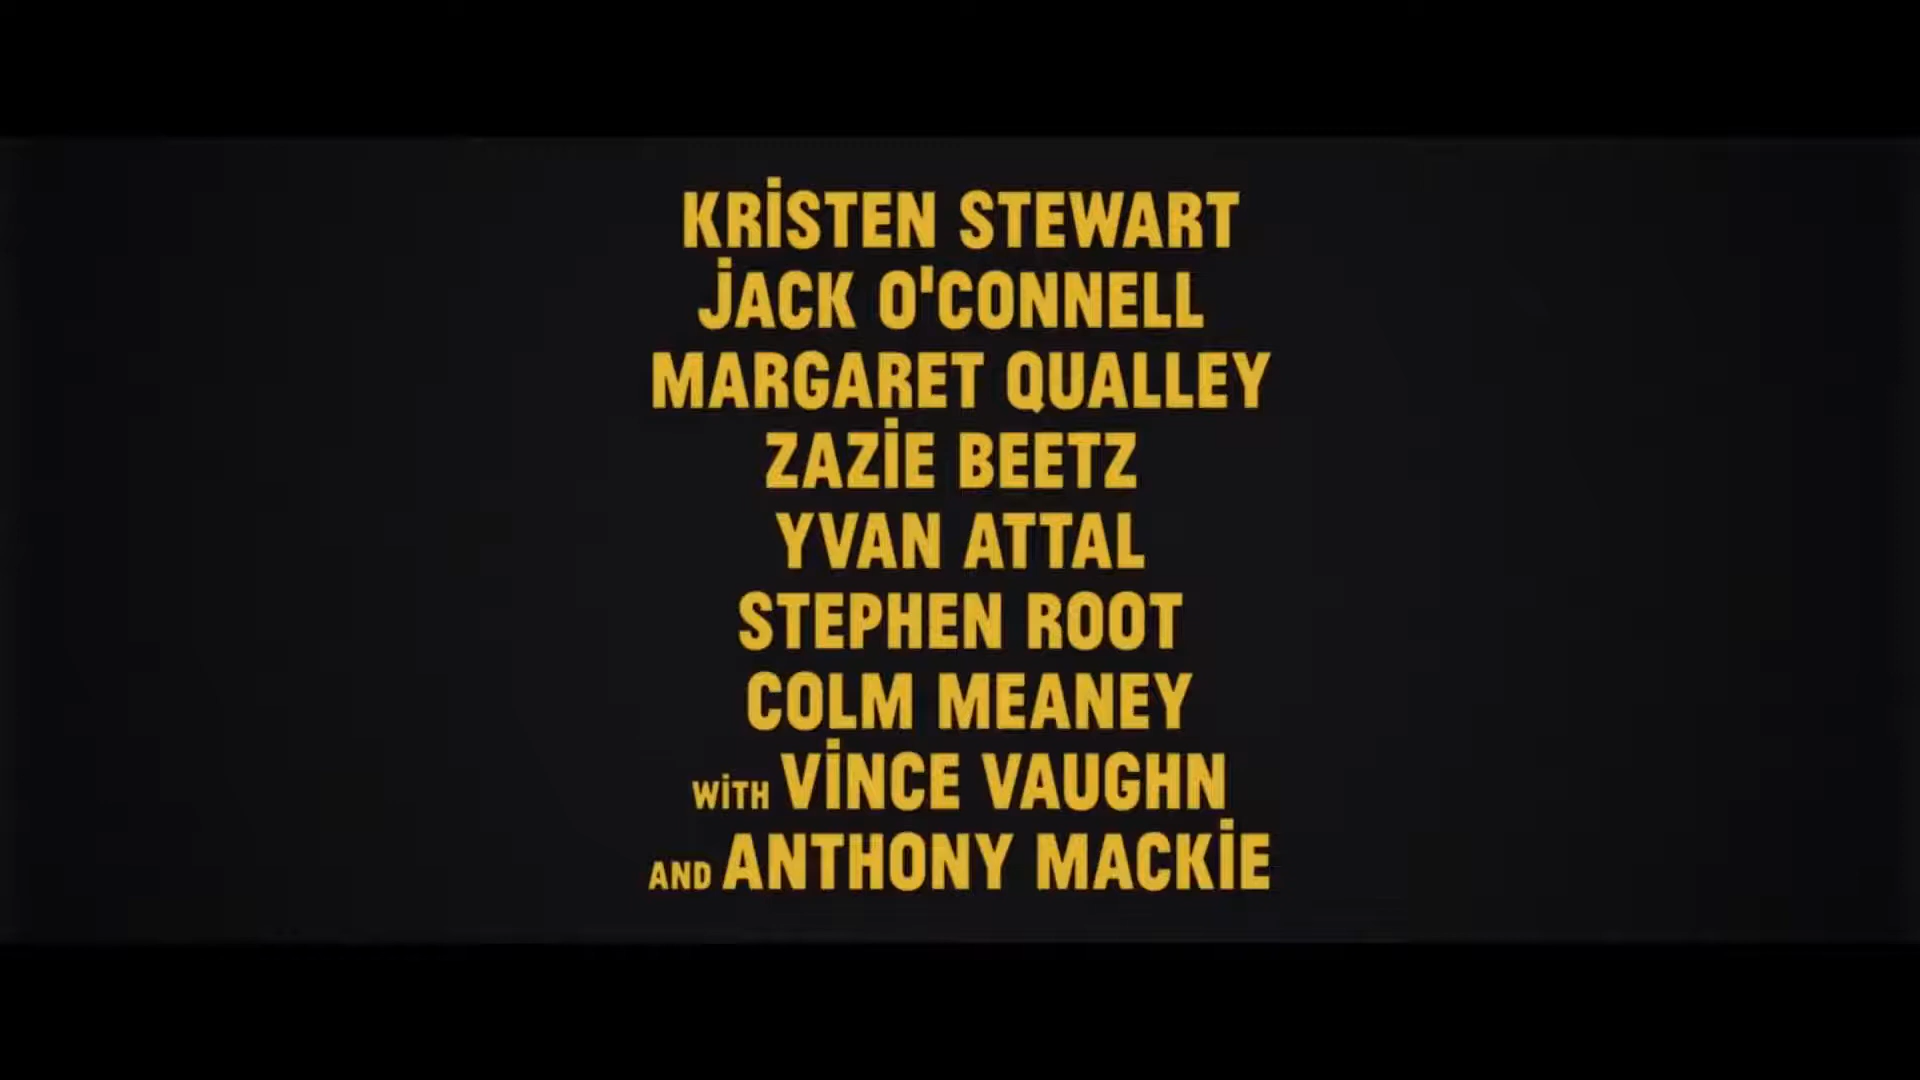 KRiSTEN STEWART
jACK O'CONNELL
MARGARET QUALLEY
ZAZiE BEETZ
YVAN ATTAL
STEPHEN ROOT
COLM MEANEY
WiTH ViNCE VAUGHN
AND ANTHONY MACKiE